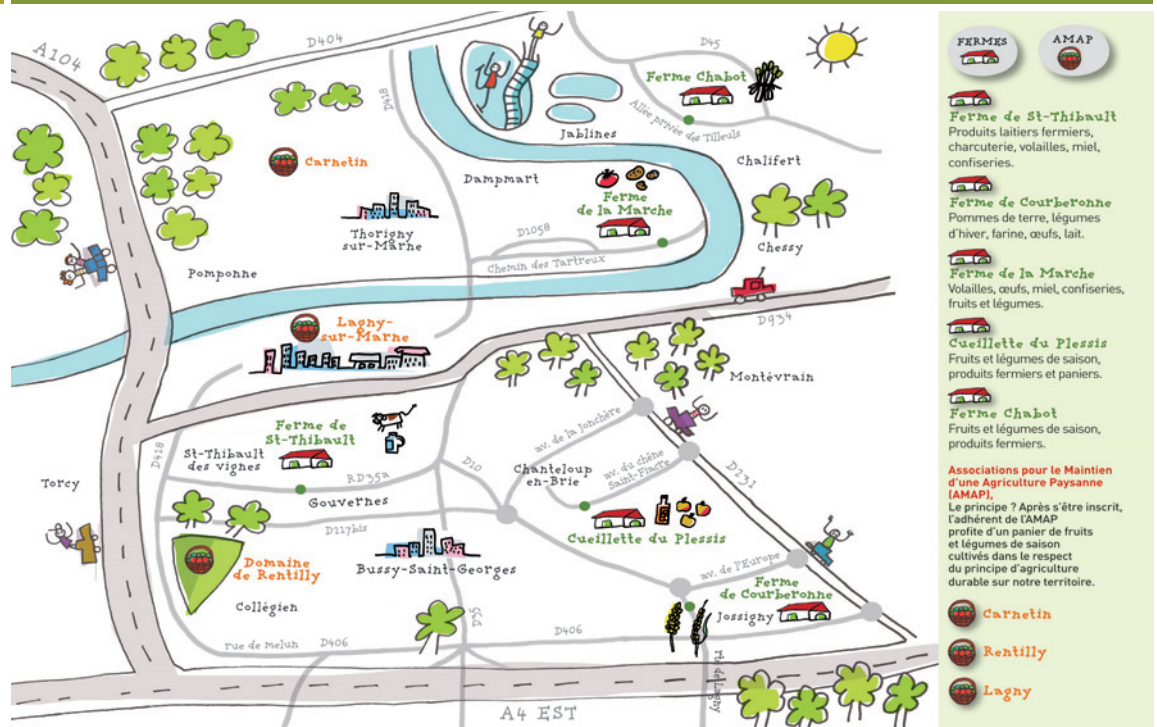 A104
D404
D418
Jablines
D45
Ferme Chabot
Allée privée des Tilleuls
Chalifert
Carnetin
Dampmart
Ferme
de la Marche
Thorigny
sur-Marne
D1058
Chemin des Tartreux
Chessy
Pomponne
D934
Lagny-
sur-Marne
Montévrain
Ferme de
St-Thibault
St-Thibault
des vignes
D418
RD35a
Gouvernes
D10
av. de la Jonchère
Chanteloup
en-Brie
av. du chêne
Saint-Fiacre
D231
Torcy
D217bis
Cueillette du Plessis
Domaine
de Rentilly
Bussy-Saint-Georges
av. de l'Europe
Ferme
de Courberonne
Collégien
Jossigny
D35
rue de melun
D406
D406
rte de Lagny
A4 EST
FERMES
AMAP
Ferme de St-Thibault
Produits laitiers fermiers,
charcuterie, volailles, miel,
confiseries.
Ferme de Courberonne
Pommes de terre, légumes
d'hiver, farine, œufs, lait.
Ferme de la Marche
Volailles, œufs, miel, confiseries,
fruits et légumes.
Cueillette du Plessis
Fruits et légumes de saison,
produits fermiers et paniers.
Ferme Chabot
Fruits et légumes de saison,
produits fermiers.
Associations pour le Maintien
d'une Agriculture Paysanne
(AMAP),
Le principe ? Après s'être inscrit,
l'adhérent de l'AMAP
profite d'un panier de fruits
et légumes de saison
cultivés dans le respect
du principe d'agriculture
durable sur notre territoire.
Carnetin
Rentilly
Lagny